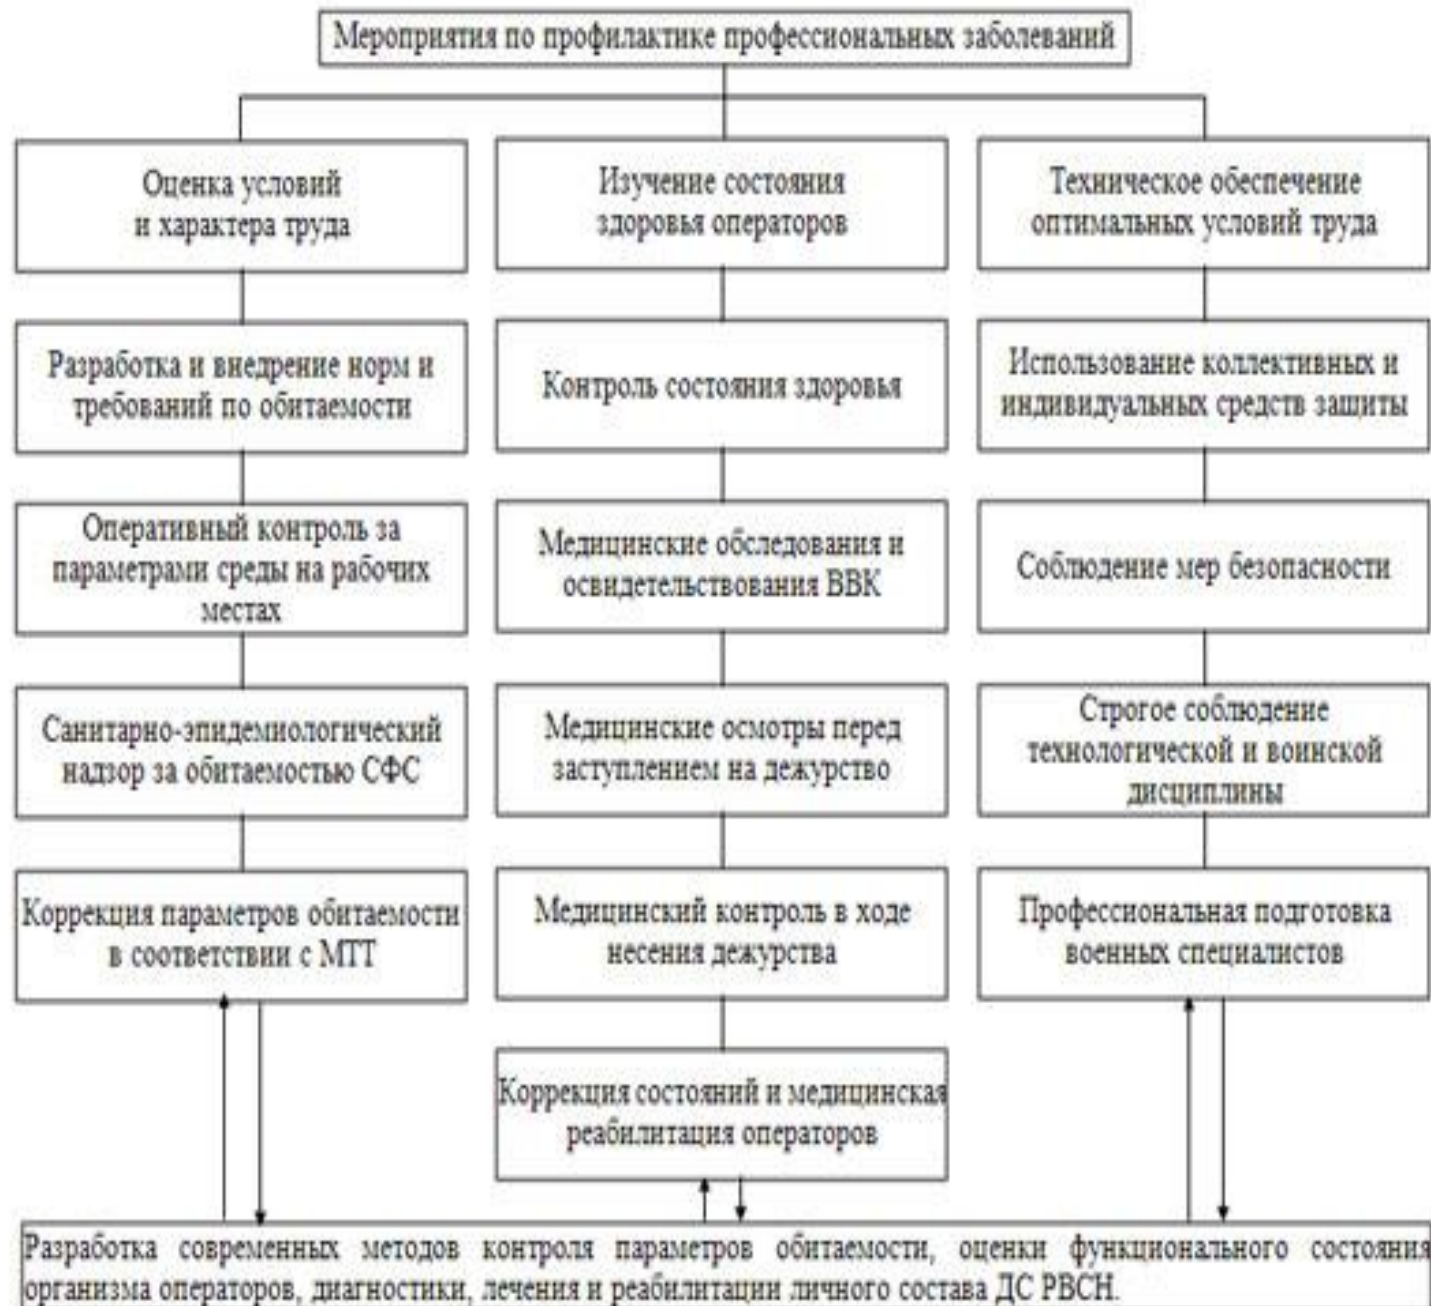 Мероприятия по профилактике профессиональных заболеваний
Оценка условий
и характера труда
Изучение состояния
здоровья операторов
Техническое обеспечение
оптимальных условий труда
Разработка и внедрение норм и
требований по обитаемости
Контроль состояния здоровья
Использование коллективных и
индивидуальных средств защиты
Оперативный контроль за
параметрами среды на рабочих
местах
Медицинские обследования и
освидетельствования ВВК
Соблюдение мер безопасности
Санитарно-эпидемиологический
надзор за обитаемостью СФС
Медицинские осмотры перед
заступлением на дежурство
Строгое соблюдение
технологической и воинской
дисциплины
Коррекция параметров обитаемости
в соответствии с МТТ
Медицинский контроль в ходе
несения дежурства
Профессиональная подготовка
военных специалистов
Коррекция состояний и медицинская
реабилитация операторов
Разработка современных методов контроля параметров обитаемости, оценки функционального состояния
организма операторов, диагностики, лечения и реабилитации личного состава ДС РВСН.